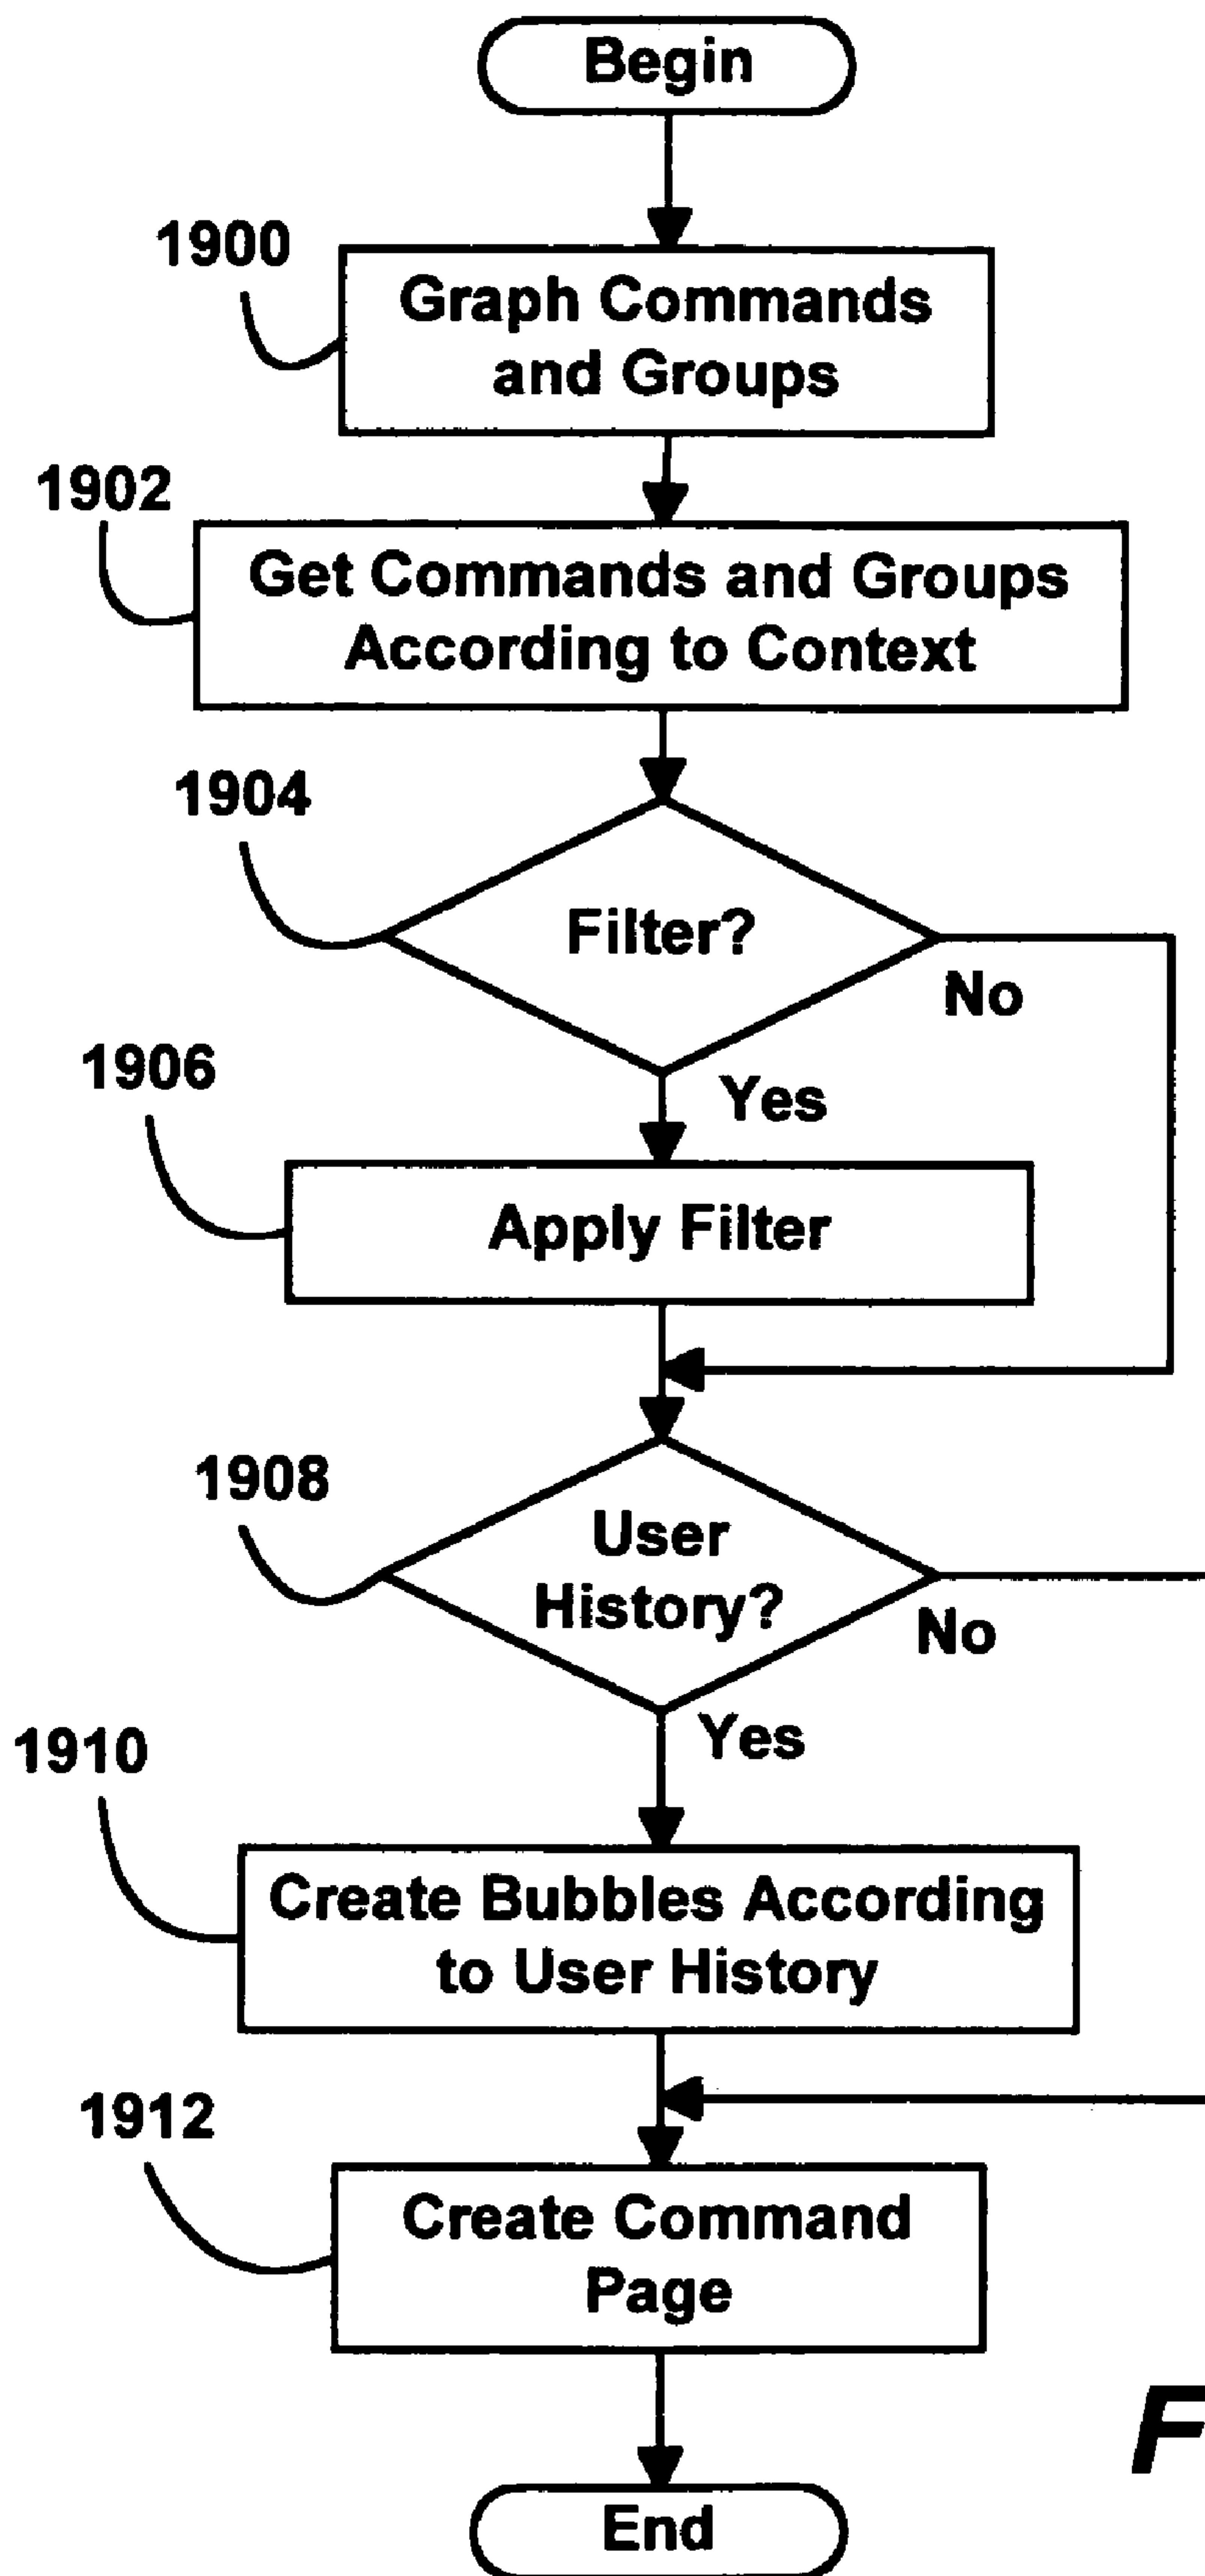 Begin
1900
Graph Commands
and Groups
1902
Get Commands and Groups
According to Context
1904
Filter?
No
Yes
1906
Apply Filter
1908
User
History?
No
Yes
1910
Create Bubbles According
to User History
1912
Create Command
Page
F
End